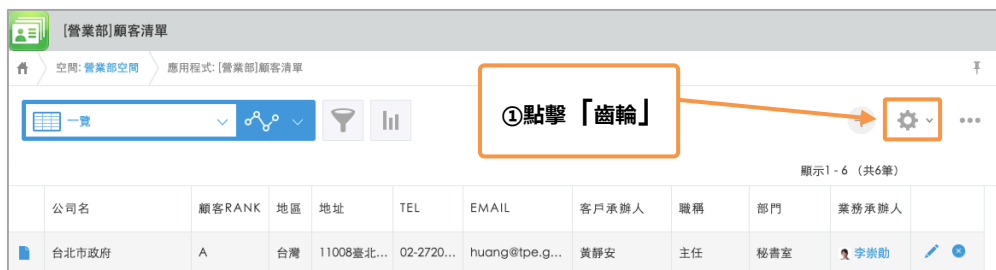 [營業部]顧客清單
空間: 營業部空間 應用程式: [營業部]顧客清單
一覽
①點擊「齒輪」
顯示1 - 6 （共6筆）
公司名 顧客RANK 地區 地址 TEL EMAIL 客戶承辦人 職稱 部門 業務承辦人
台北市政府 A 台灣 11008臺北... 02-2720... huang@tpe.g... 黃靜安 主任 秘書室 李崇勛